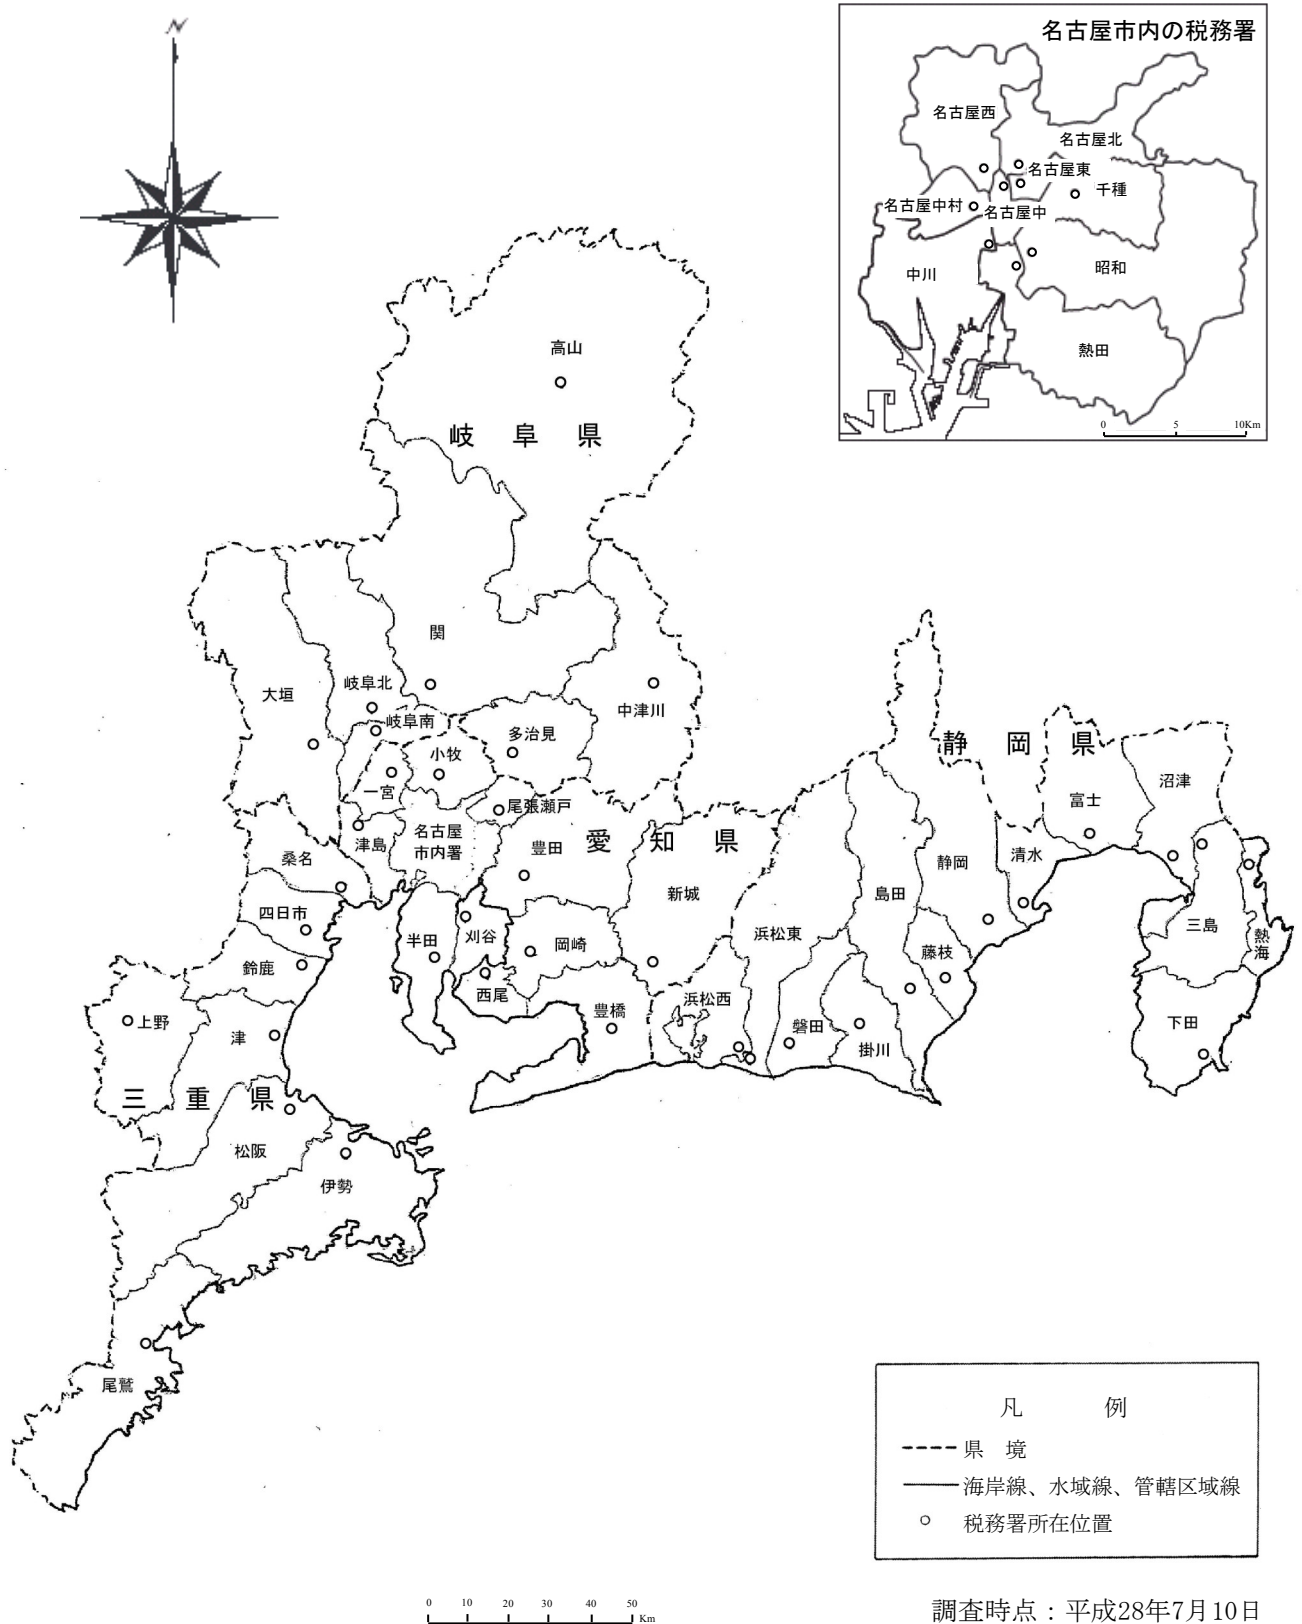 N
名古屋市内の税務署
名古屋西
名古屋北
名古屋東
千種
名古屋中村
名古屋中
昭和
中川
熱田
0 5 10Km
高山
岐阜県
関
大垣
岐阜北
岐阜南
中津川
多治見
小牧
一宮
尾張瀬戸
津島
名古屋
市内署
豊田
愛知県
静岡県
沼津
富士
清水
静岡
島田
新城
浜松東
桑名
四日市
鈴鹿
半田
刈谷
岡崎
西尾
豊橋
浜松西
磐田
掛川
藤枝
三島
熱
海
下田
上野
津
三重県
松阪
伊勢
尾鷲
凡例
県境
海岸線、水域線、管轄区域線
税務署所在位置
0 10 20 30 40 50
Km
調査時点：平成28年7月10日